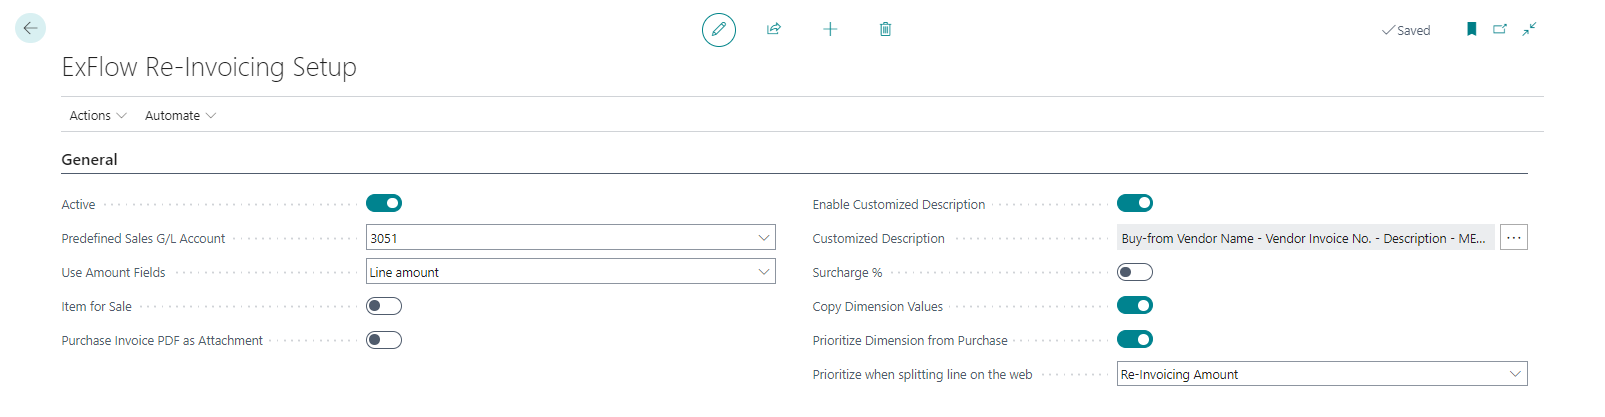 Saved
ExFlow Re-Invoicing Setup
Actions Automate
General
Active
Predefined Sales G/L Account 3051
Use Amount Fields Line amount
Item for Sale
Purchase Invoice PDF as Attachment
Enable Customized Description
Customized Description Buy-from Vendor Name - Vendor Invoice No. - Description - ME...
Surcharge %
Copy Dimension Values
Prioritize Dimension from Purchase
Prioritize when splitting line on the web Re-Invoicing Amount